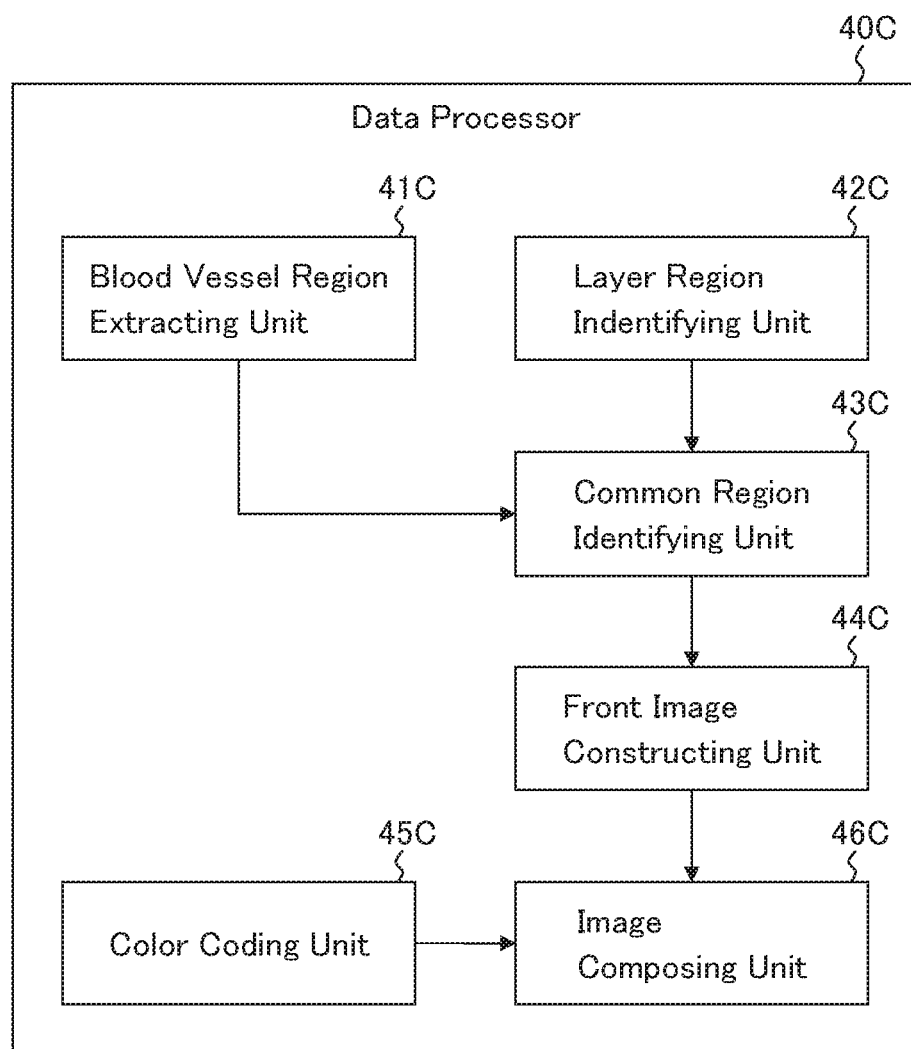 40C
Data Processor
41C
42C
Blood Vessel Region
Extracting Unit
Layer Region
Indentifying Unit
43C
Common Region
Identifying Unit
44C
Front Image
Constructing Unit
45C
46C
Color Coding Unit
Image
Composing Unit